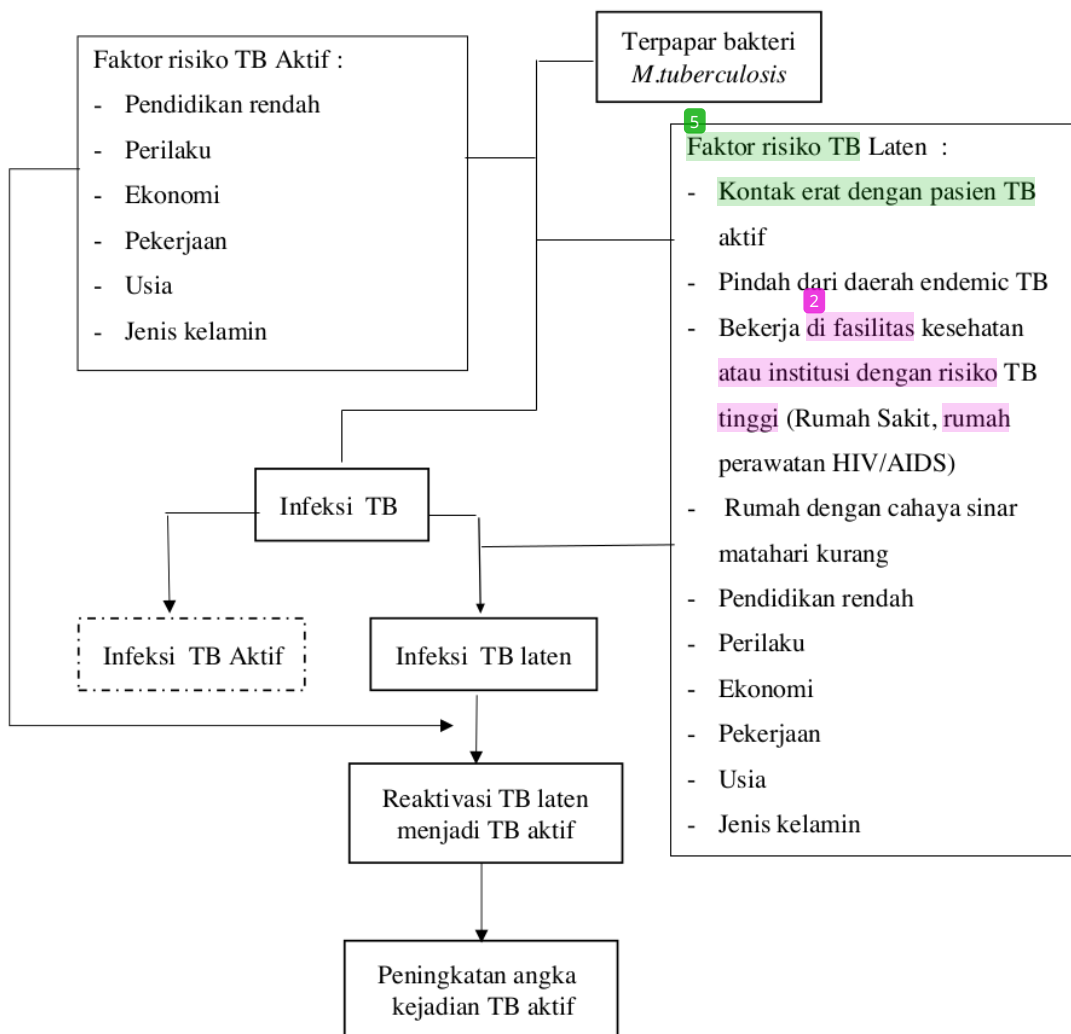 Faktor risiko TB Aktif :
- Pendidikan rendah
- Perilaku
- Ekonomi
- Pekerjaan
- Usia
- Jenis kelamin
Terpapar bakteri
M.tuberculosis
5
Faktor risiko TB Laten :
- Kontak erat dengan pasien TB
aktif
- Pindah dari daerah endemic TB
2
- Bekerja di fasilitas kesehatan
atau institusi dengan risiko TB
tinggi (Rumah Sakit, rumah
perawatan HIV/AIDS)
- Rumah dengan cahaya sinar
matahari kurang
- Pendidikan rendah
- Perilaku
- Ekonomi
- Pekerjaan
- Usia
- Jenis kelamin
Infeksi TB
Infeksi TB Aktif
Infeksi TB laten
Reaktivasi TB laten
menjadi TB aktif
Peningkatan angka
kejadian TB aktif